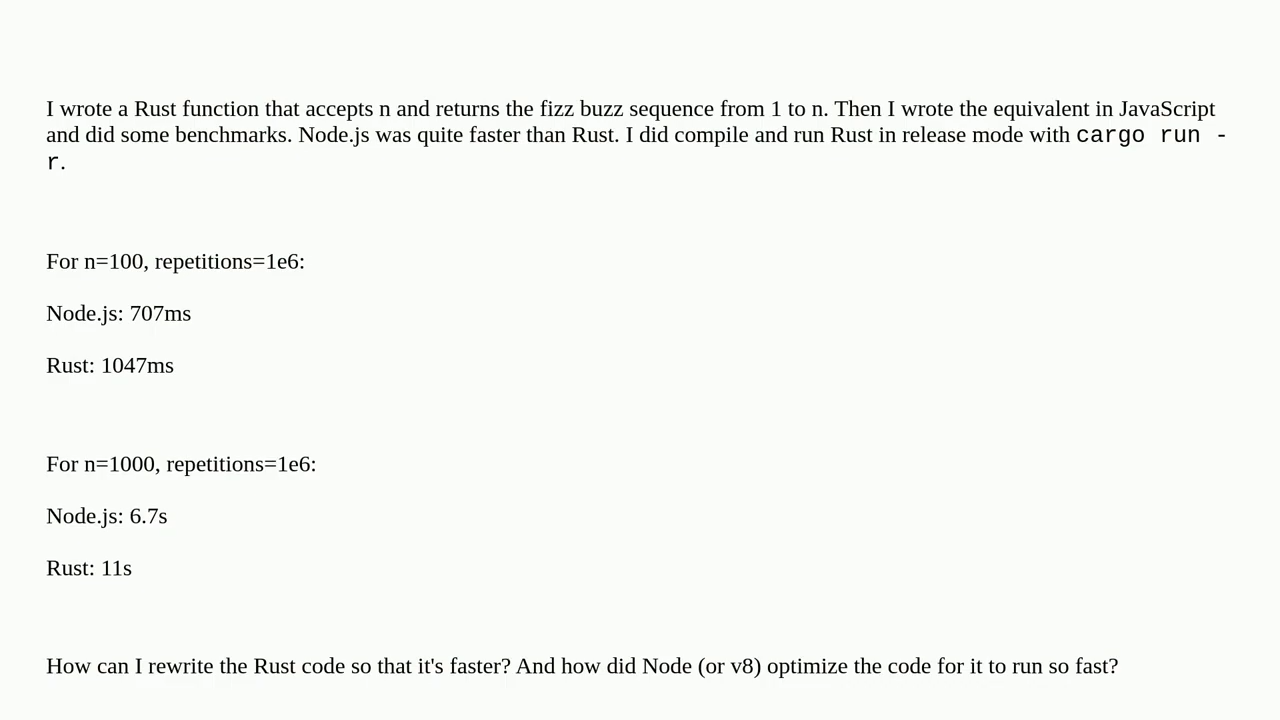 I wrote a Rust function that accepts n and returns the fizz buzz sequence from 1 to n. Then I wrote the equivalent in JavaScript
and did some benchmarks. Node.js was quite faster than Rust. I did compile and run Rust in release mode with cargo run -
r.
For n=100, repetitions=1e6:
Node.js: 707ms
Rust: 1047ms
For n=1000, repetitions=1e6:
Node.js: 6.7s
Rust: 11s
How can I rewrite the Rust code so that it's faster? And how did Node (or v8) optimize the code for it to run so fast?